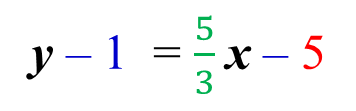 y – 1 = 5/3 x – 5